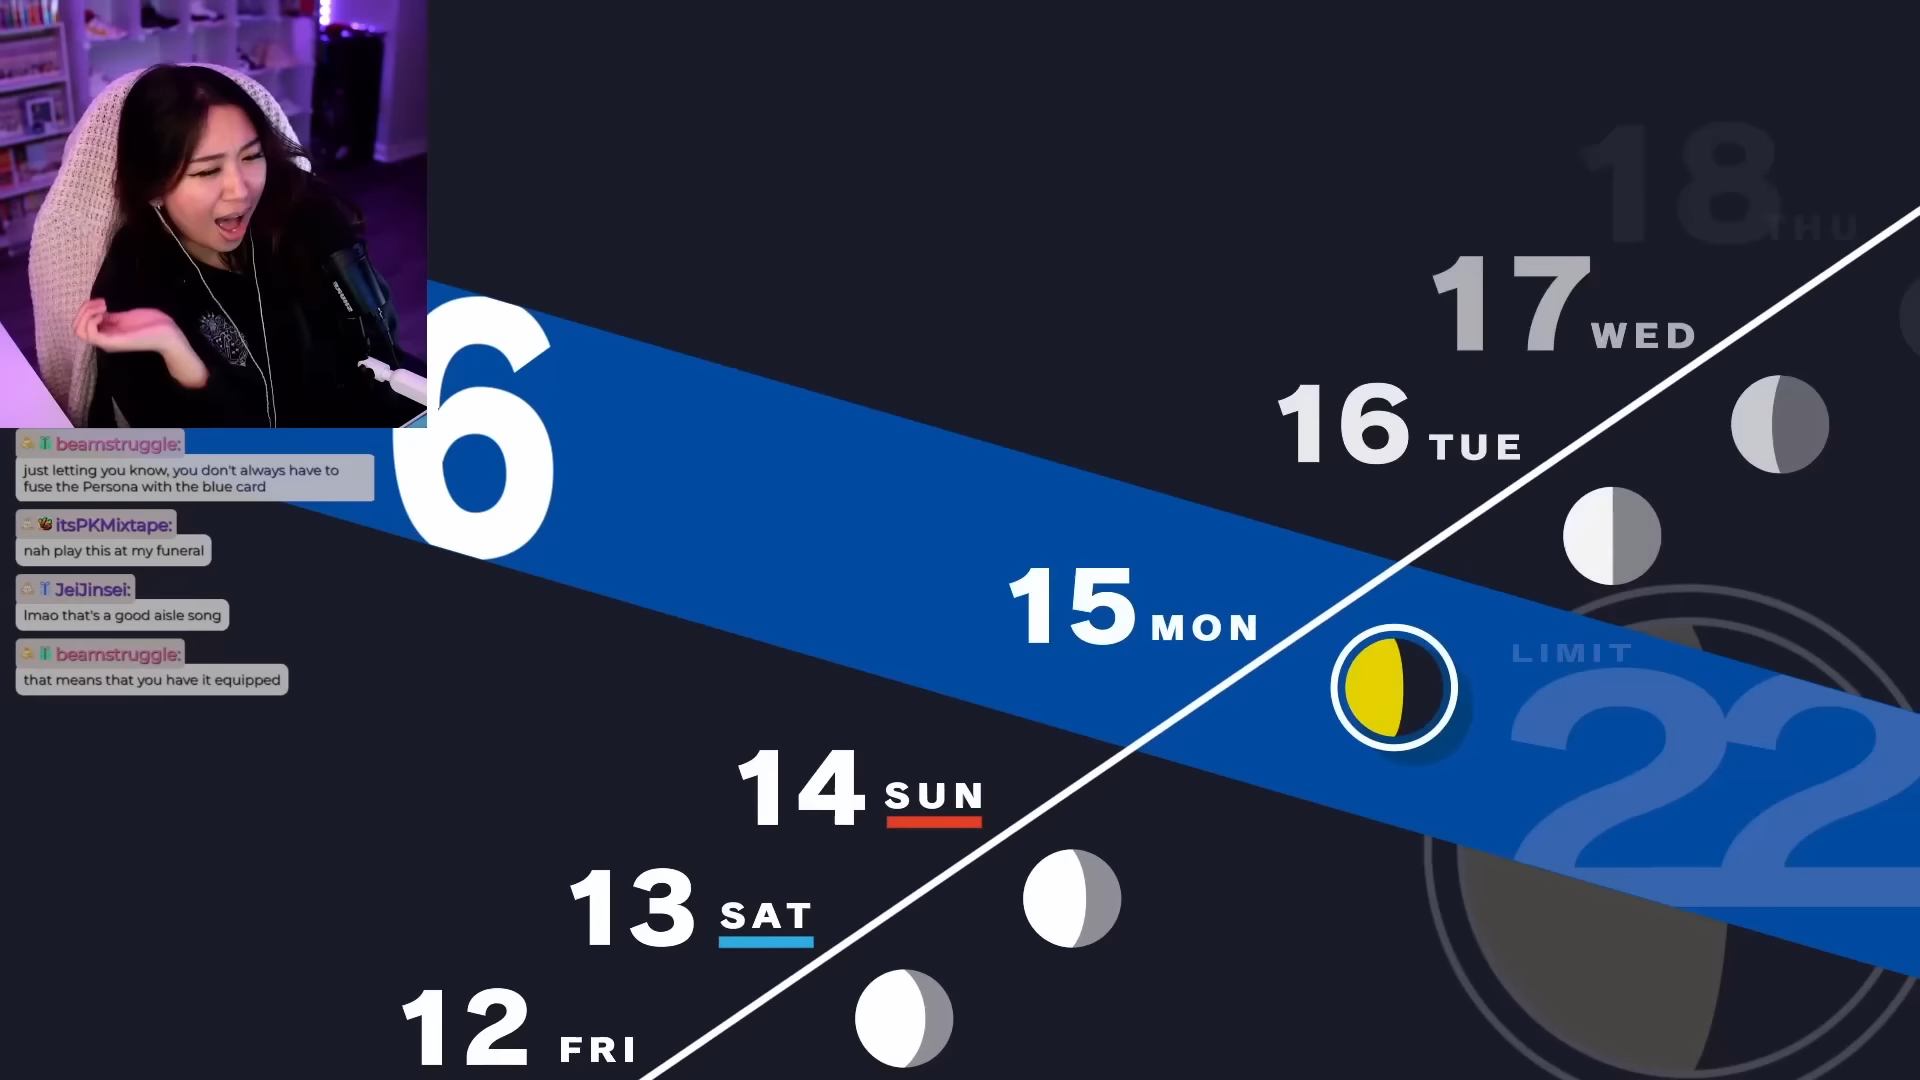 18 THU
17 WED
16 TUE
6
15 MON
LIMIT
22
14 SUN
13 SAT
12 FRI
beamstruggle:
just letting you know, you don't always have to
fuse the Persona with the blue card
itsPKMixtape:
nah play this at my funeral
JeiJinsei:
lmao that's a good aisle song
beamstruggle:
that means that you have it equipped